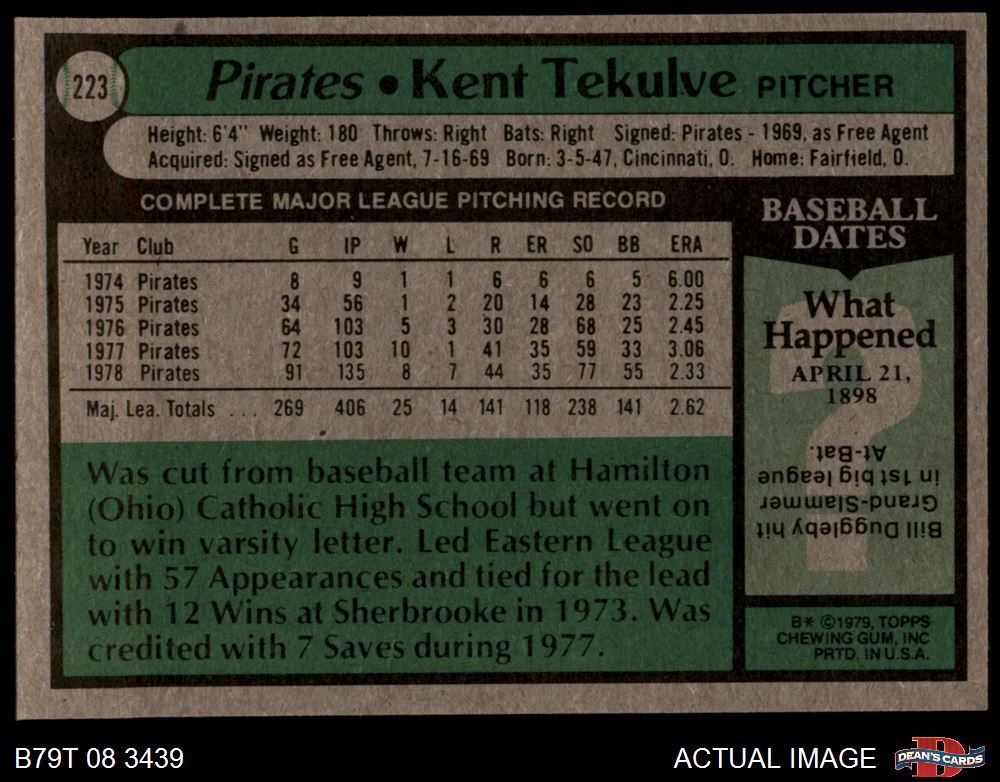 223
Pirates • Kent Tekulve PITCHER
Height: 6'4" Weight: 180 Throws: Right Bats: Right Signed: Pirates - 1969, as Free Agent
Acquired: Signed as Free Agent, 7-16-69 Born: 3-5-47, Cincinnati, O. Home: Fairfield, O.
COMPLETE MAJOR LEAGUE PITCHING RECORD
Year Club G IP W L R ER SO BB ERA
1974 Pirates 8 9 1 1 6 6 6 5 6.00
1975 Pirates 34 56 1 2 20 14 28 23 2.25
1976 Pirates 64 103 5 3 30 28 68 25 2.45
1977 Pirates 72 103 10 1 41 35 59 33 3.06
1978 Pirates 91 135 8 7 44 35 77 55 2.33
Maj. Lea. Totals ... 269 406 25 14 141 118 238 141 2.62
Was cut from baseball team at Hamilton
(Ohio) Catholic High School but went on
to win varsity letter. Led Eastern League
with 57 Appearances and tied for the lead
with 12 Wins at Sherbrooke in 1973. Was
credited with 7 Saves during 1977.
BASEBALL
DATES
What
Happened
APRIL 21,
1898
Bill Duggleby hit
Grand-Slammer
in 1st big league
At-Bat.
B* ©1979, TOPPS
CHEWING GUM, INC
PRTD. IN U.S.A.
B79T 08 3439
ACTUAL IMAGE
D
DEAN'S CARDS